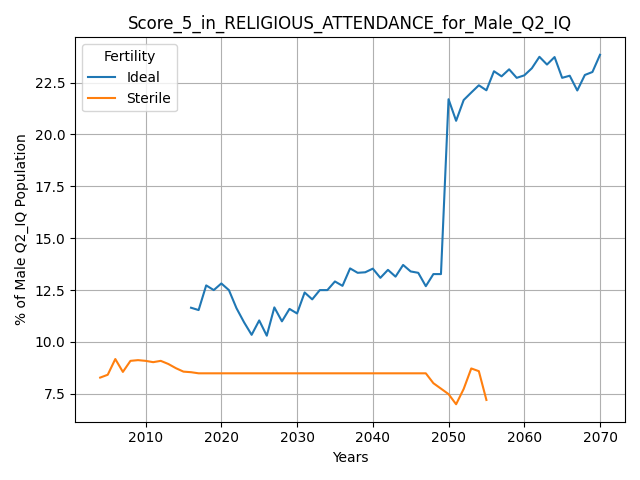 Score_5_in_RELIGIOUS_ATTENDANCE_for_Male_Q2_IQ
Fertility
Ideal
Sterile
% of Male Q2_IQ Population
22.5
20.0
17.5
15.0
12.5
10.0
7.5
2010 2020 2030 2040 2050 2060 2070
Years